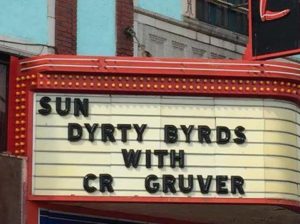 SUN
DYRTY BYRDS
WITH
CR GRUVER